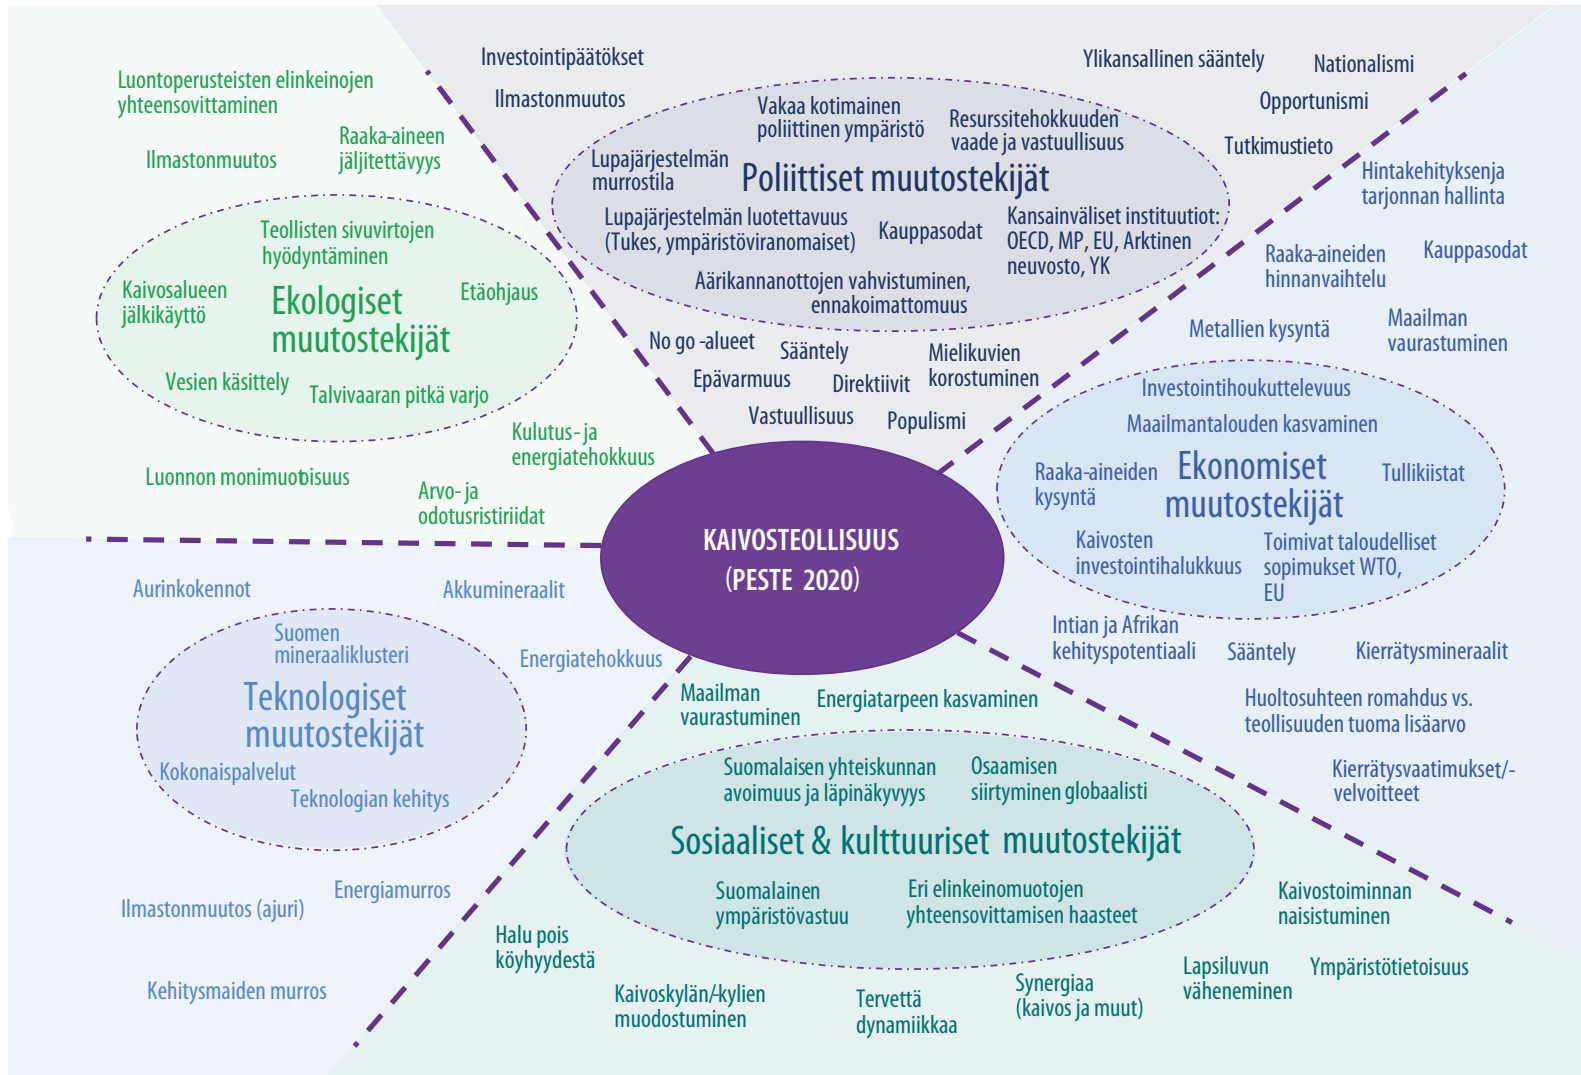 Investointipäätökset
Ilmastonmuutos
Ylikansallinen sääntely
Nationalismi
Opportunismi
Tutkimustieto
Vakaa kotimainen
poliittinen ympäristö
Resurssitehokkuuden
vaade ja vastuullisuus
Lupajärjestelmän
murrostila
Poliittiset muutostekijät
Lupajärjestelmän luotettavuus
(Tukes, ympäristöviranomaiset)
Kauppasodat
Kansainväliset instituutiot:
OECD, MP, EU, Arktinen
neuvosto, YK
Äärikannanottojen vahvistuminen,
ennakoimattomuus
No go -alueet
Sääntely
Mielikuvien
korostuminen
Epävarmuus
Direktiivit
Vastuullisuus
Populismi
Luontoperusteisten elinkeinojen
yhteensovittaminen
Ilmastonmuutos
Raaka-aineen
jäljitettävyys
Teollisten sivuvirtojen
hyödyntäminen
Kaivosalueen
jälkikäyttö
Ekologiset
muutostekijät
Etäohjaus
Vesien käsittely
Talvivaaran pitkä varjo
Kulutus- ja
energiatehokkuus
Luonnon monimuotoisuus
Arvo- ja
odotusristiriidat
Hintakehityksenja
tarjonnan hallinta
Raaka-aineiden
hinnanvaihtelu
Kauppasodat
Metallien kysyntä
Maailman
vaurastuminen
Investointihoukuttelevuus
Maailmantalouden kasvaminen
Raaka-aineiden
kysyntä
Ekonomiset
muutostekijät
Tullikiistat
Kaivosten
investointihalukkuus
Toimivat taloudelliset
sopimukset WTO,
EU
Intian ja Afrikan
kehityspotentiaali
Sääntely
Kierrätysmineraalit
Huoltosuhteen romahdus vs.
teollisuuden tuoma lisäarvo
Kierrätysvaatimukset/-
velvoitteet
KAIVOSTEOLLISUUS
(PESTE 2020)
Aurinkokennot
Akkumineraalit
Suomen
mineraaliklusteri
Energiatehokkuus
Teknologiset
muutostekijät
Kokonaispalvelut
Teknologian kehitys
Energiamurros
Ilmastonmuutos (ajuri)
Kehitysmaiden murros
Maailman
vaurastuminen
Energiatarpeen kasvaminen
Suomalaisen yhteiskunnan
avoimuus ja läpinäkyvyys
Osaamisen
siirtyminen globaalisti
Sosiaaliset & kulttuuriset muutostekijät
Suomalainen
ympäristövastuu
Eri elinkeinomuotojen
yhteensovittamisen haasteet
Kaivostoiminnan
naisistuminen
Halu pois
köyhyydestä
Kaivoskylän/-kylien
muodostuminen
Tervettä
dynamiikkaa
Synergiaa
(kaivos ja muut)
Lapsiluvun
väheneminen
Ympäristötietoisuus